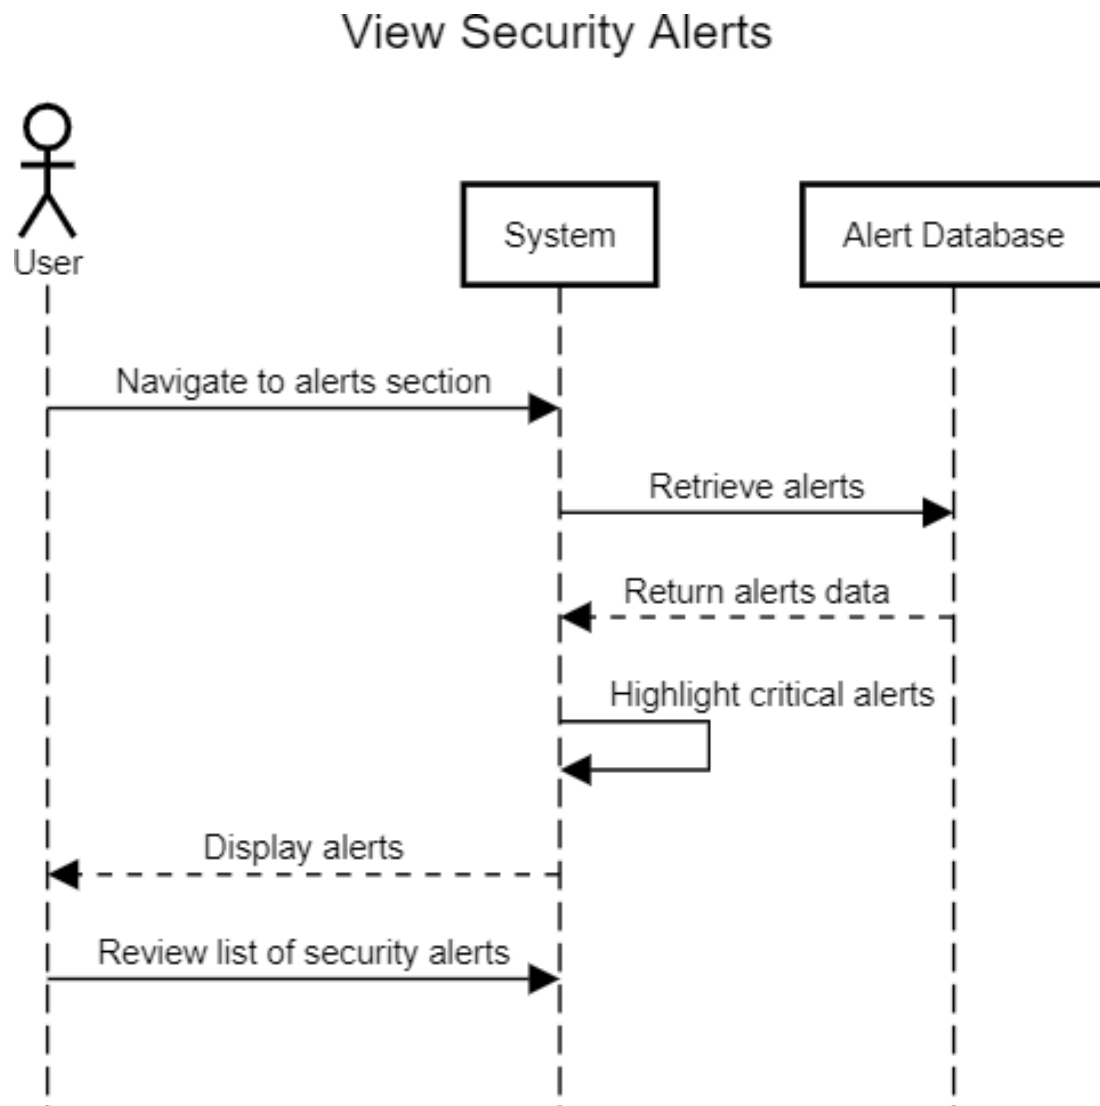 View Security Alerts
User
System
Alert Database
Navigate to alerts section
Retrieve alerts
Return alerts data
Highlight critical alerts
Display alerts
Review list of security alerts